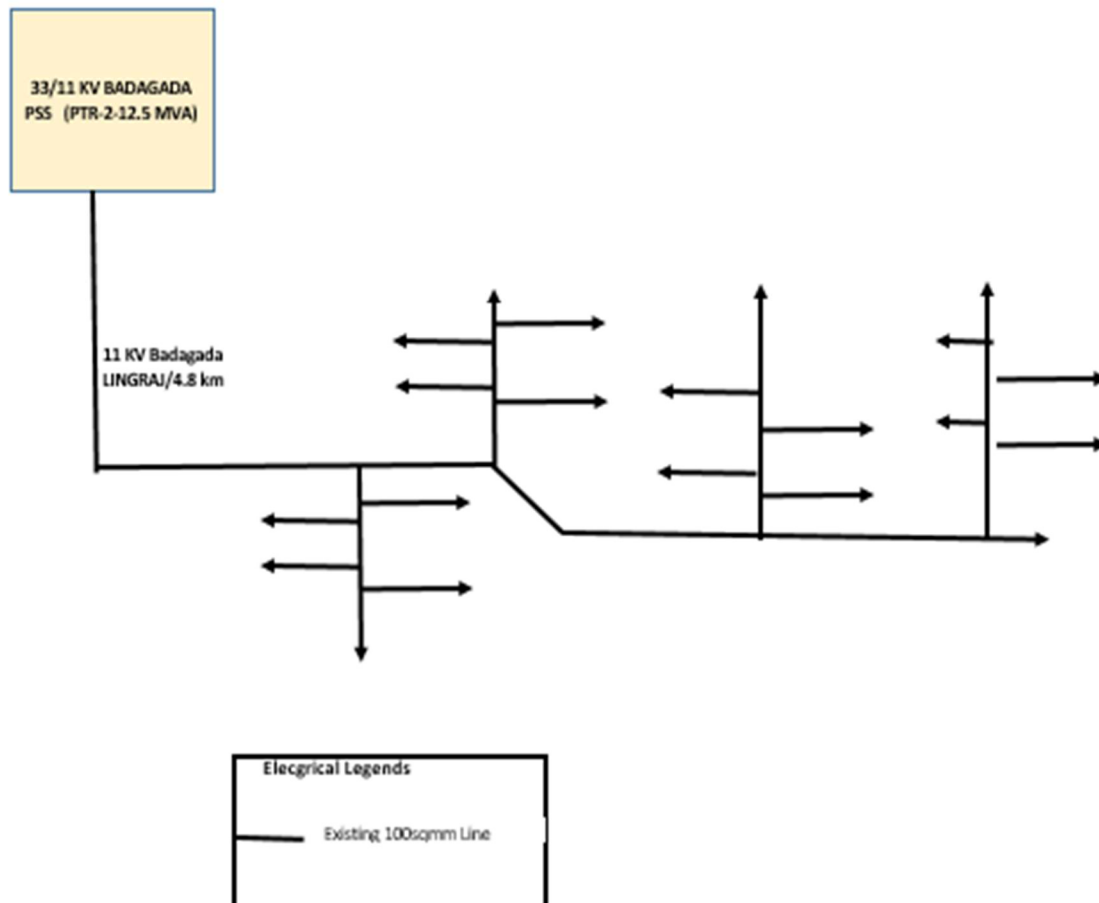 33/11 KV BADAGADA
PSS (PTR-2-12.5 MVA)
11 KV Badagada
LINGRAJ/4.8 km
Elecgrical Legends
Existing 100sqmm Line